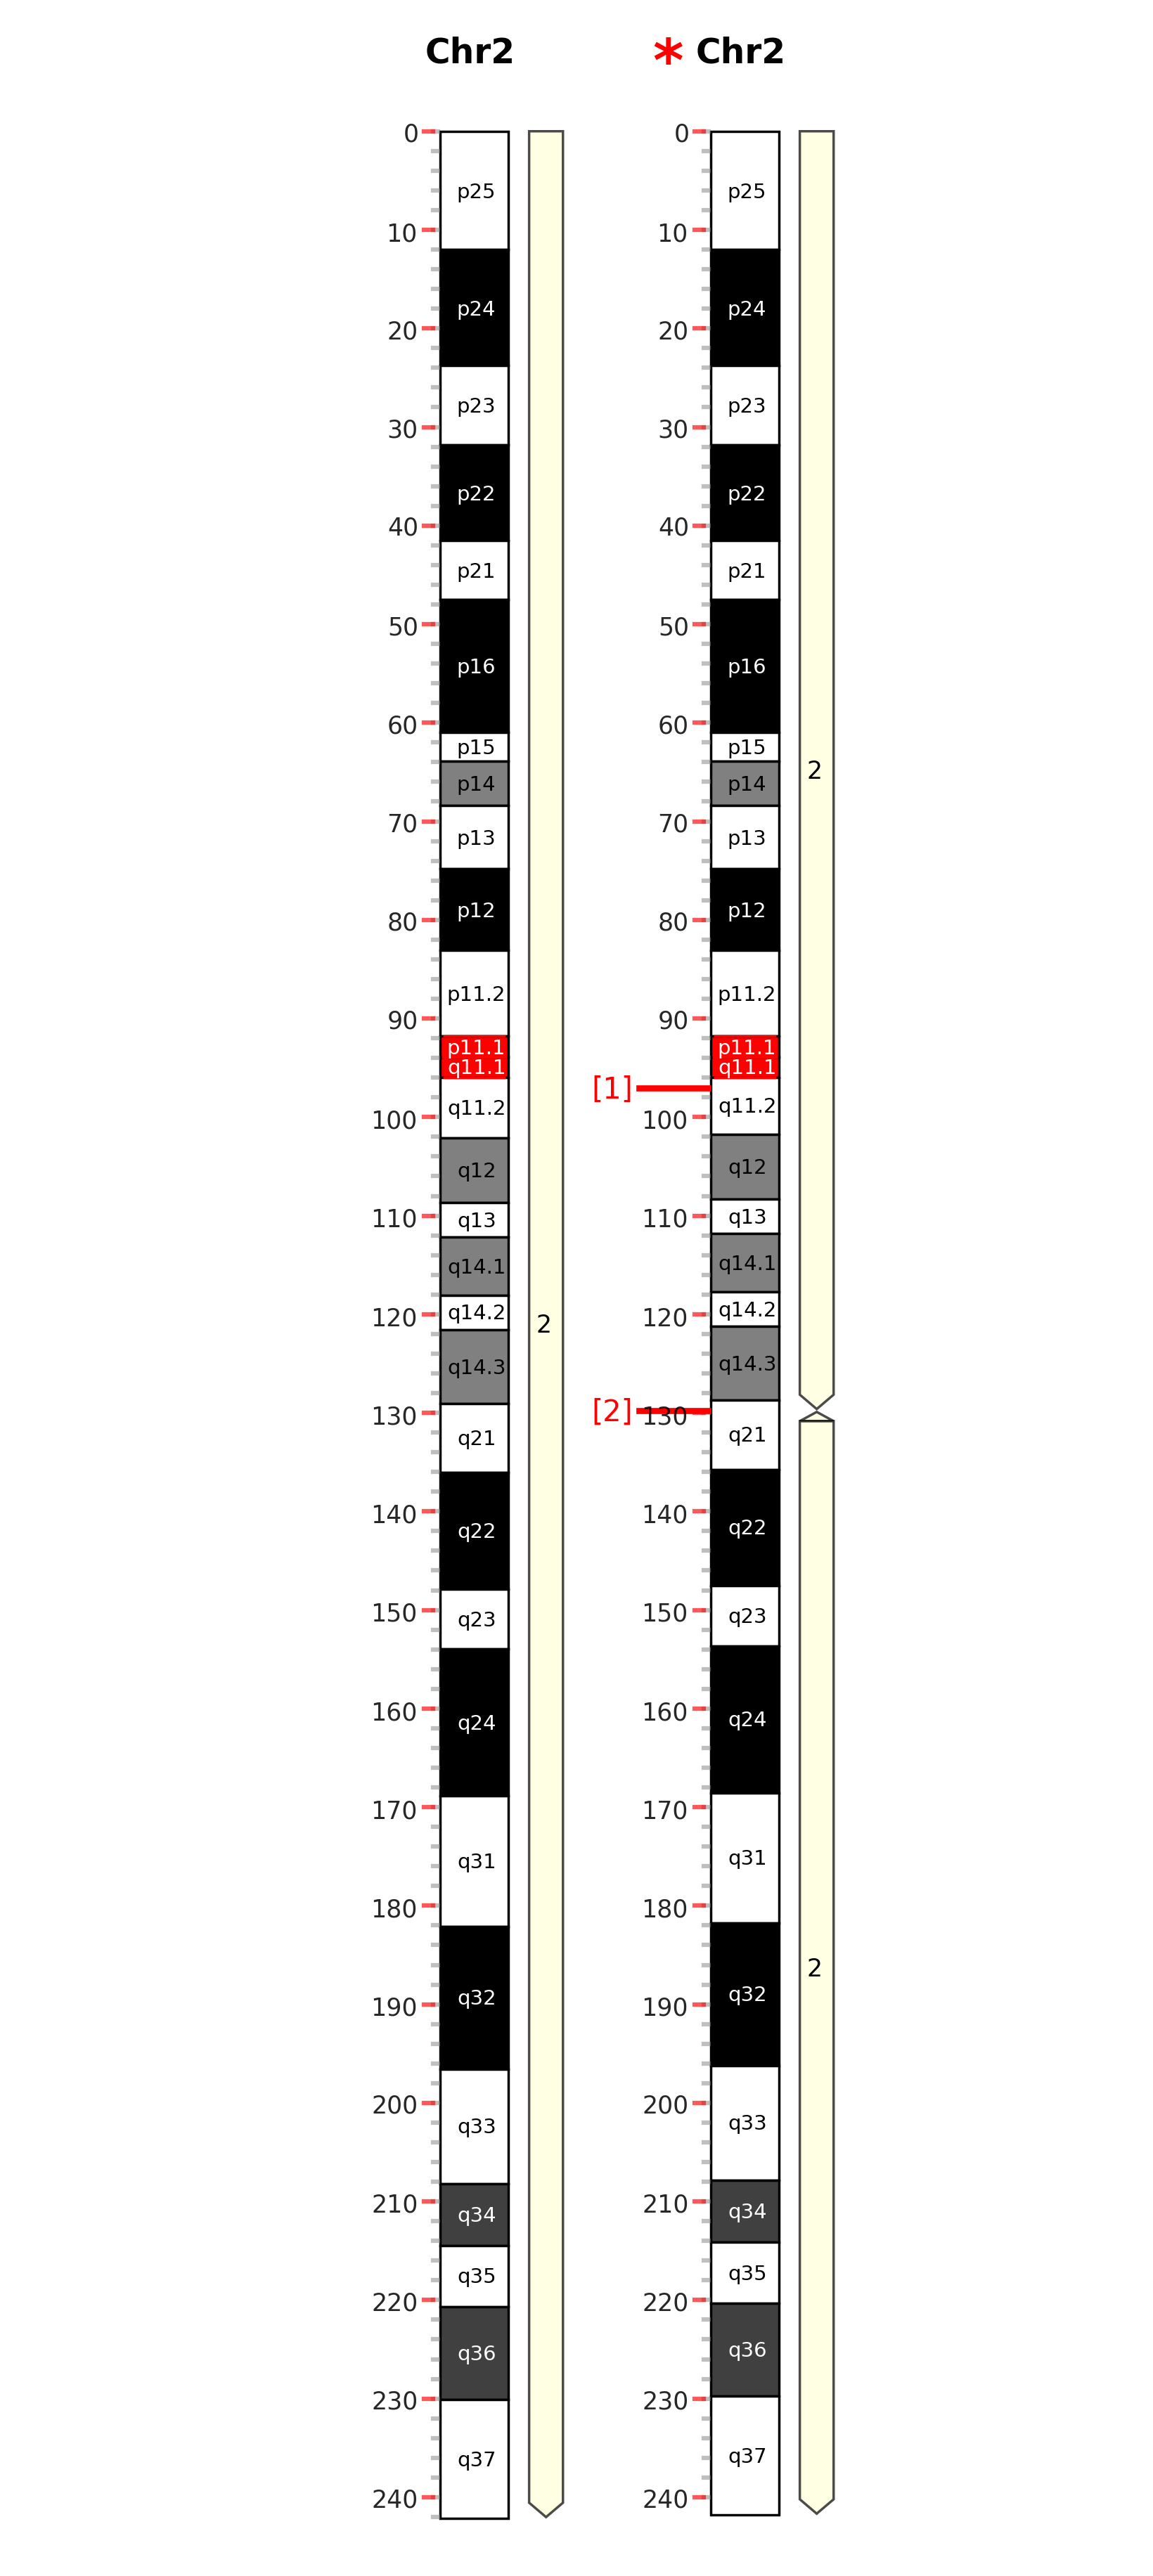 Chr2
* Chr2
0
10
20
30
40
50
60
70
80
90
100
110
120
130
140
150
160
170
180
190
200
210
220
230
240
p25
p24
p23
p22
p21
p16
p15
p14
p13
p12
p11.2
p11.1
q11.1
q11.2
q12
q13
q14.1
q14.2
q14.3
q21
q22
q23
q24
q31
q32
q33
q34
q35
q36
q37
2
[1]
[2]
0
10
20
30
40
50
60
70
80
90
100
110
120
130
140
150
160
170
180
190
200
210
220
230
240
p25
p24
p23
p22
p21
p16
p15
p14
p13
p12
p11.2
p11.1
q11.1
q11.2
q12
q13
q14.1
q14.2
q14.3
q21
q22
q23
q24
q31
q32
q33
q34
q35
q36
q37
2
2